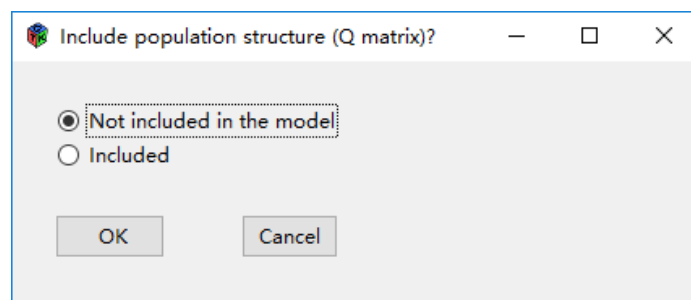 Include population structure (Q matrix)?
Not included in the model
Included
OK Cancel